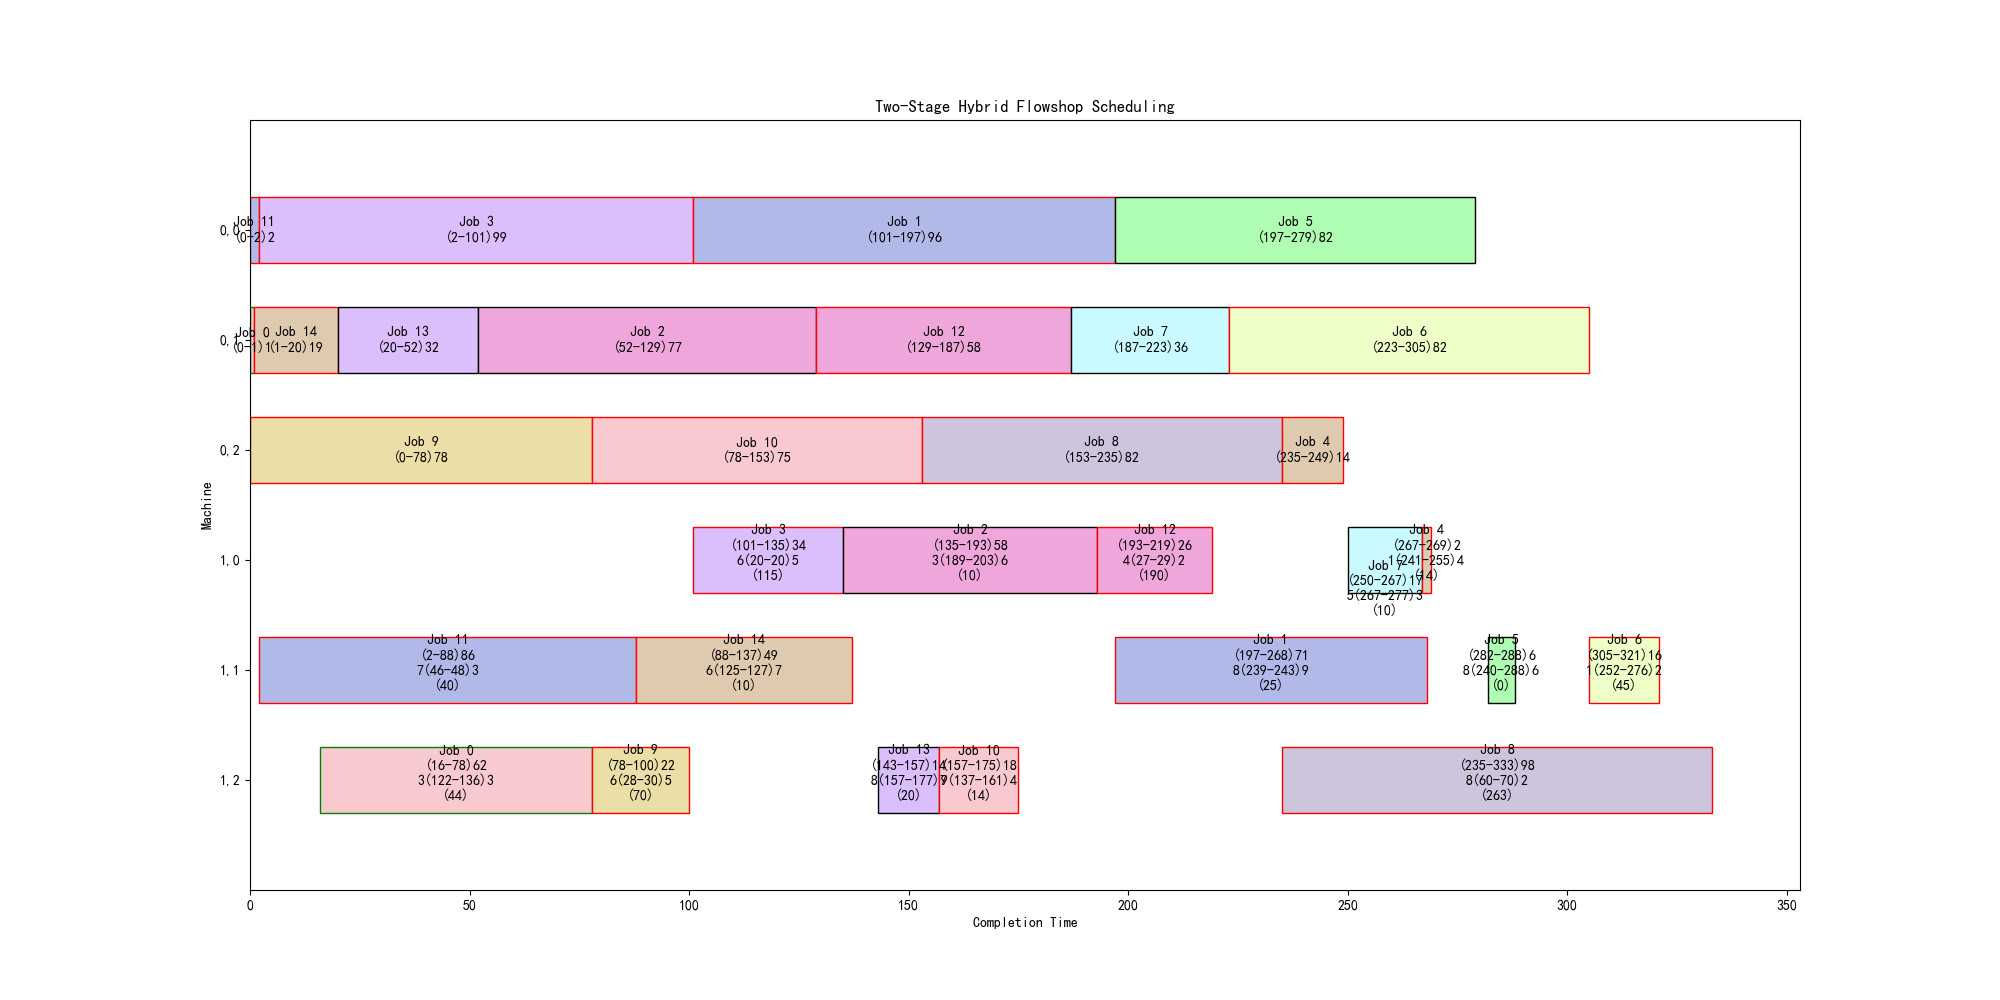 Two-Stage Hybrid Flowshop Scheduling
0,0
Job 11
(0-2)2
Job 3
(2-101)99
Job 1
(101-197)96
Job 5
(197-279)82
0,1
Job 0
(0-1)1
Job 14
(1-20)19
Job 13
(20-52)32
Job 2
(52-129)77
Job 12
(129-187)58
Job 7
(187-223)36
Job 6
(223-305)82
0,2
Job 9
(0-78)78
Job 10
(78-153)75
Job 8
(153-235)82
Job 4
(235-249)14
Machine
1,0
Job 3
(101-135)34
6(20-20)5
(115)
Job 2
(135-193)58
3(189-203)6
(10)
Job 12
(193-219)26
4(27-29)2
(190)
Job 7
(250-267)17
5(267-277)3
(10)
Job 4
(267-269)2
1(241-255)4
(14)
1,1
Job 11
(2-88)86
7(46-48)3
(40)
Job 14
(88-137)49
6(125-127)7
(10)
Job 1
(197-268)71
8(239-243)9
(25)
Job 5
(282-288)6
8(240-288)6
(0)
Job 6
(305-321)16
1(252-276)2
(45)
1,2
Job 0
(16-78)62
3(122-136)3
(44)
Job 9
(78-100)22
6(28-30)5
(70)
Job 13
(143-157)14
8(157-177)9
(20)
Job 10
(157-175)18
(137-161)4
(14)
Job 8
(235-333)98
8(60-70)2
(263)
0
50
100
150
200
250
300
350
Completion Time